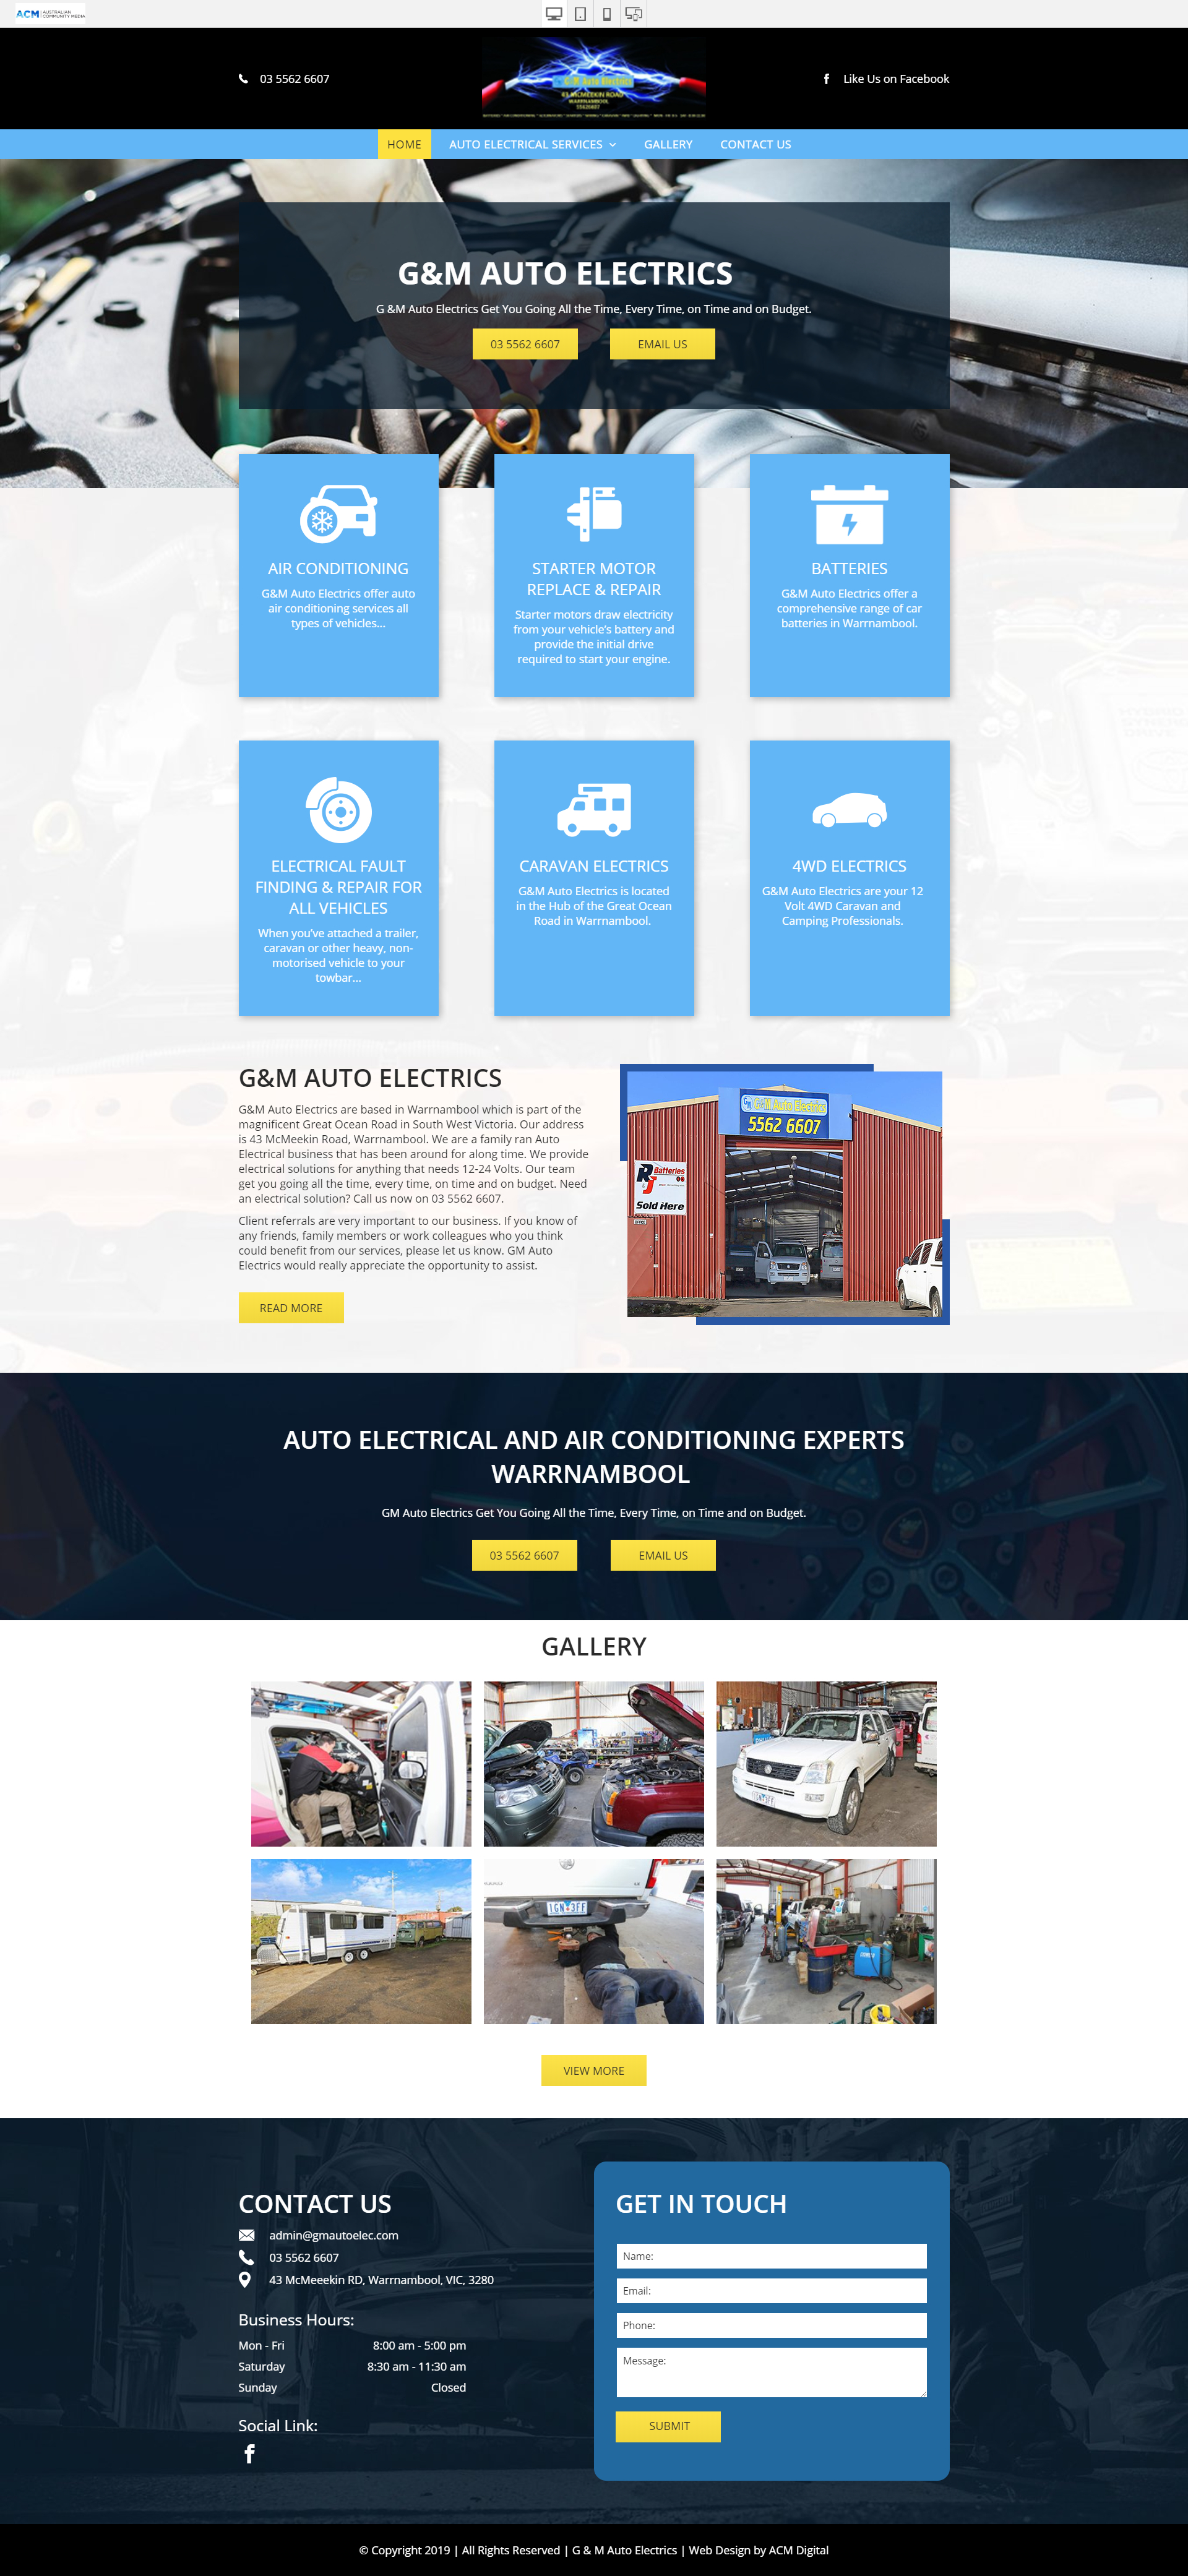 ACM AUSTRALIAN COMMUNITY MEDIA
03 5562 6607
G&M Auto Electrics
43 MCMEEKIN ROAD
WARRNAMBOOL
55626607
Like Us on Facebook
HOME
AUTO ELECTRICAL SERVICES
GALLERY
CONTACT US
G&M AUTO ELECTRICS
G &M Auto Electrics Get You Going All the Time, Every Time, on Time and on Budget.
03 5562 6607
EMAIL US
AIR CONDITIONING
G&M Auto Electrics offer auto
air conditioning services all
types of vehicles...
STARTER MOTOR
REPLACE & REPAIR
Starter motors draw electricity
from your vehicle's battery and
provide the initial drive
required to start your engine.
BATTERIES
G&M Auto Electrics offer a
comprehensive range of car
batteries in Warrnambool.
ELECTRICAL FAULT
FINDING & REPAIR FOR
ALL VEHICLES
When you've attached a trailer,
caravan or other heavy, non-
motorised vehicle to your
towbar...
CARAVAN ELECTRICS
G&M Auto Electrics is located
in the Hub of the Great Ocean
Road in Warrnambool.
4WD ELECTRICS
G&M Auto Electrics are your 12
Volt 4WD Caravan and
Camping Professionals.
G&M AUTO ELECTRICS
G&M Auto Electrics are based in Warrnambool which is part of the
magnificent Great Ocean Road in South West Victoria. Our address
is 43 McMeekin Road, Warrnambool. We are a family ran Auto
Electrical business that has been around for along time. We provide
electrical solutions for anything that needs 12-24 Volts. Our team
get you going all the time, every time, on time and on budget. Need
an electrical solution? Call us now on 03 5562 6607.
Client referrals are very important to our business. If you know of
any friends, family members or work colleagues who you think
could benefit from our services, please let us know. GM Auto
Electrics would really appreciate the opportunity to assist.
READ MORE
G&M Auto Electrics
5562 6607
R&J Batteries
Sold Here
AUTO ELECTRICAL AND AIR CONDITIONING EXPERTS
WARRNAMBOOL
GM Auto Electrics Get You Going All the Time, Every Time, on Time and on Budget.
03 5562 6607
EMAIL US
GALLERY
VIEW MORE
CONTACT US
admin@gmautoelec.com
03 5562 6607
43 McMeeekin RD, Warrnambool, VIC, 3280
Business Hours:
Mon - Fri 8:00 am - 5:00 pm
Saturday 8:30 am - 11:30 am
Sunday Closed
Social Link:
GET IN TOUCH
Name:
Email:
Phone:
Message:
SUBMIT
© Copyright 2019 | All Rights Reserved | G & M Auto Electrics | Web Design by ACM Digital